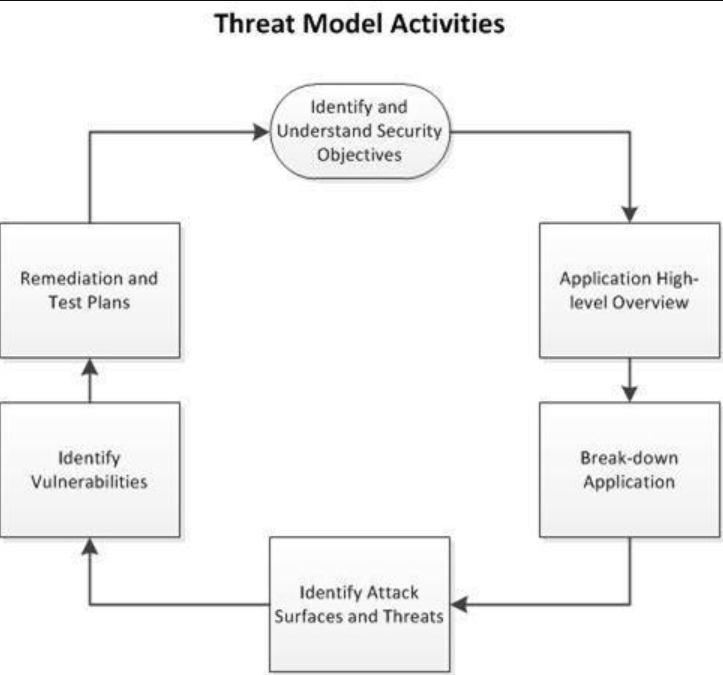 Threat Model Activities
Identify and
Understand Security
Objectives
Application High-
level Overview
Break-down
Application
Identify Attack
Surfaces and Threats
Identify
Vulnerabilities
Remediation and
Test Plans